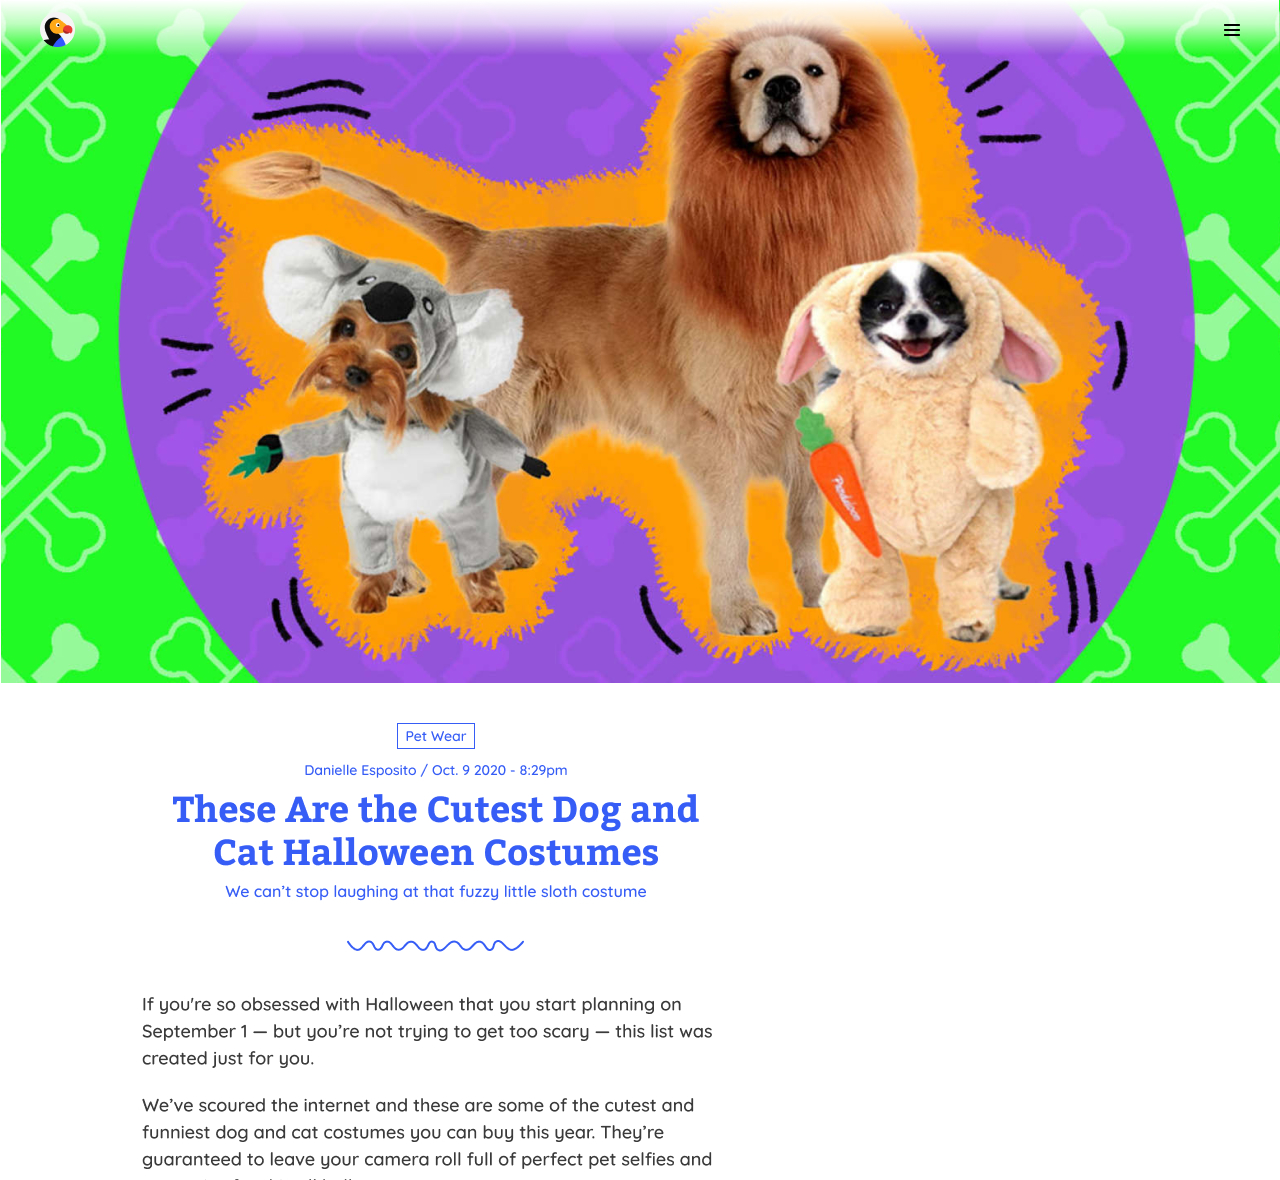 Petdelicon
Pet Wear
Danielle Esposito / Oct. 9 2020 - 8:29pm
These Are the Cutest Dog and
Cat Halloween Costumes
We can’t stop laughing at that fuzzy little sloth costume
If you're so obsessed with Halloween that you start planning on
September 1 — but you’re not trying to get too scary — this list was
created just for you.
We’ve scoured the internet and these are some of the cutest and
funniest dog and cat costumes you can buy this year. They’re
guaranteed to leave your camera roll full of perfect pet selfies and